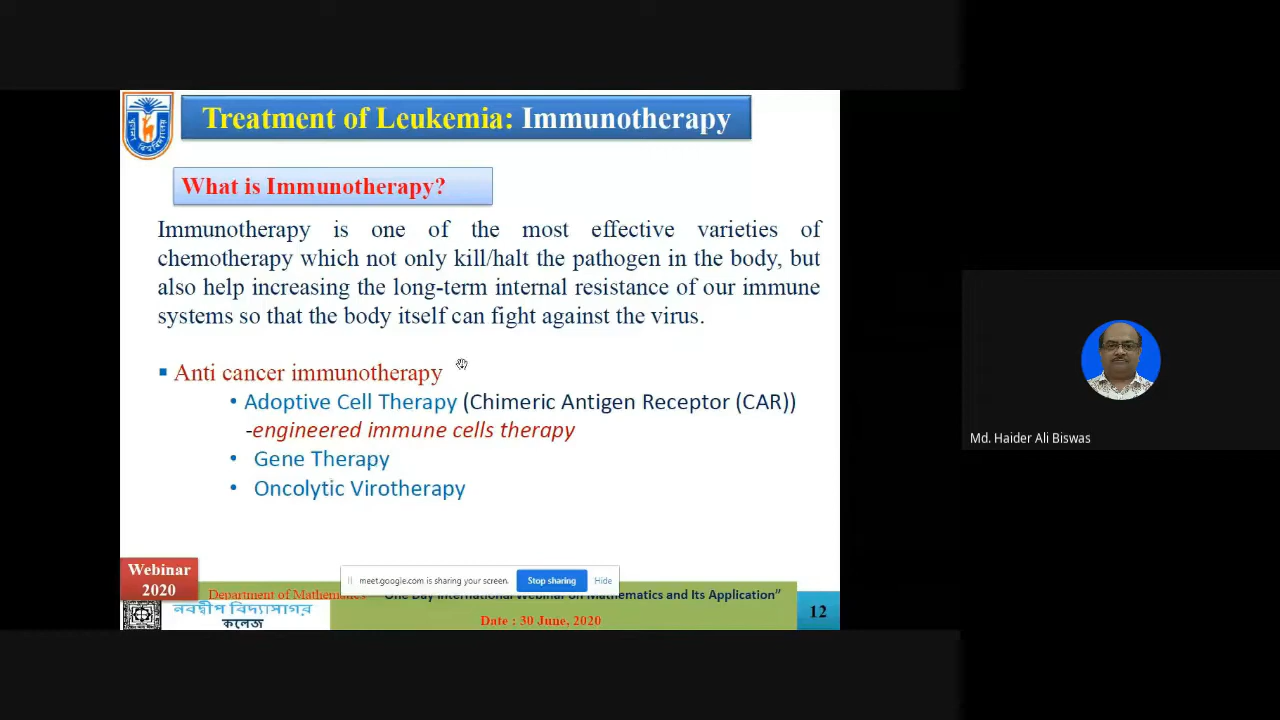 Treatment of Leukemia: Immunotherapy
What is Immunotherapy?
Immunotherapy is one of the most effective varieties of
chemotherapy which not only kill/halt the pathogen in the body, but
also help increasing the long-term internal resistance of our immune
systems so that the body itself can fight against the virus.
Anti cancer immunotherapy
• Adoptive Cell Therapy (Chimeric Antigen Receptor (CAR))
-engineered immune cells therapy
• Gene Therapy
• Oncolytic Virotherapy
Md. Haider Ali Biswas
Webinar
2020
meet.google.com is sharing your screen.
Stop sharing
Hide
Department of Mathematics "One Day International Webinar on Mathematics and Its Application"
নবদ্বীপ বিদ্যাসাগর
কলেজ
Date : 30 June, 2020
12